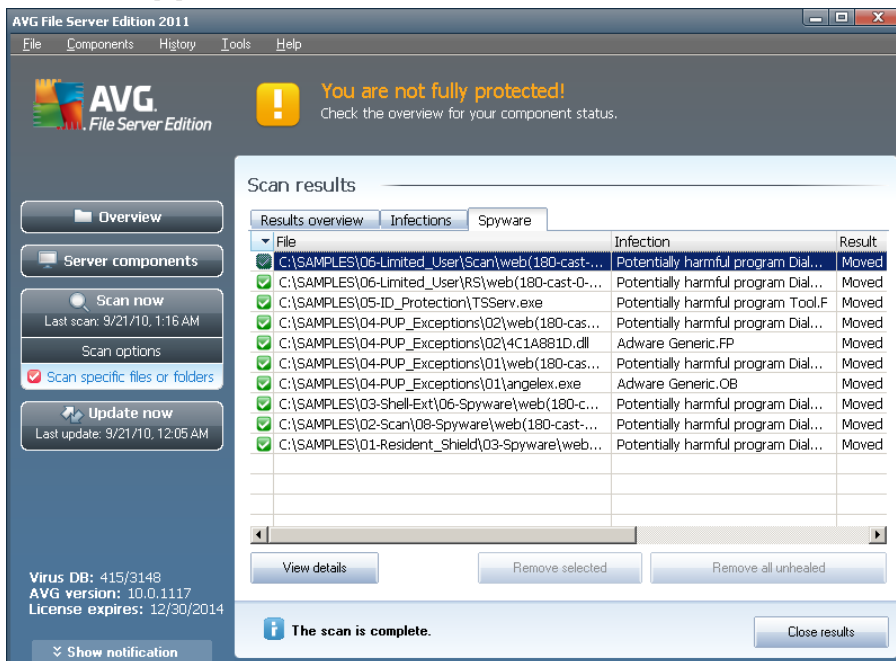 AVG File Server Edition 2011
File Components History Tools Help
AVG.
File Server Edition
You are not fully protected!
Check the overview for your component status.
Overview
Server components
Scan now
Last scan: 9/21/10, 1:16 AM
Scan options
Scan specific files or folders
Update now
Last update: 9/21/10, 12:05 AM
Virus DB: 415/3148
AVG version: 10.0.1117
License expires: 12/30/2014
Show notification
Scan results
Results overview Infections Spyware
File Infection Result
C:\SAMPLES\06-Limited_User\Scan\web(180-cast-... Potentially harmful program Dial... Moved
C:\SAMPLES\06-Limited_User\RS\web(180-cast-0-... Potentially harmful program Dial... Moved
C:\SAMPLES\05-ID_Protection\TSServ.exe Potentially harmful program Tool.F Moved
C:\SAMPLES\04-PUP_Exceptions\02\web(180-cas... Potentially harmful program Dial... Moved
C:\SAMPLES\04-PUP_Exceptions\02\4C1A881D.dll Adware Generic.FP Moved
C:\SAMPLES\04-PUP_Exceptions\01\web(180-cas... Potentially harmful program Dial... Moved
C:\SAMPLES\04-PUP_Exceptions\01\angelex.exe Adware Generic.OB Moved
C:\SAMPLES\03-Shell-Ext\06-Spyware\web(180-c... Potentially harmful program Dial... Moved
C:\SAMPLES\02-Scan\08-Spyware\web(180-cast-... Potentially harmful program Dial... Moved
C:\SAMPLES\01-Resident_Shield\03-Spyware\web... Potentially harmful program Dial... Moved
View details Remove selected Remove all unhealed
The scan is complete.
Close results